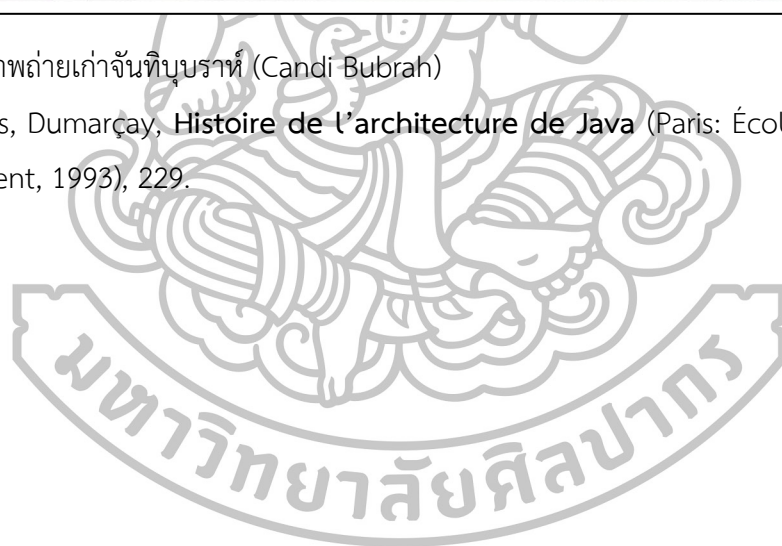 พถ่ายเก่าจันทิบุบราห์ (Candi Bubrah)
s, Dumarçay, Histoire de l’architecture de Java (Paris: Écol
ent, 1993), 229.
มหาวิทยาลัยศิลปากร